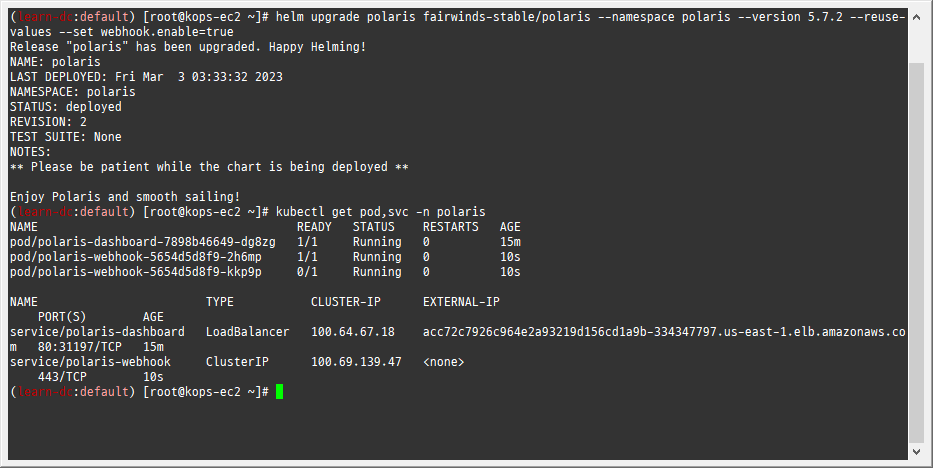 (learn-dt:default) [root@kops-ec2 ~]# helm upgrade polaris fairwinds-stable/polaris --namespace polaris --version 5.7.2 --reuse-
values --set webhook.enable=true
Release "polaris" has been upgraded. Happy Helming!
NAME: polaris
LAST DEPLOYED: Fri Mar  3 03:33:32 2023
NAMESPACE: polaris
STATUS: deployed
REVISION: 2
TEST SUITE: None
NOTES:
** Please be patient while the chart is being deployed **

Enjoy Polaris and smooth sailing!
(learn-dt:default) [root@kops-ec2 ~]# kubectl get pod,svc -n polaris
NAME                                     READY   STATUS    RESTARTS   AGE
pod/polaris-dashboard-7898b46649-dg8zg   1/1     Running   0          15m
pod/polaris-webhook-5654d5d8f9-2h6mp     1/1     Running   0          10s
pod/polaris-webhook-5654d5d8f9-kkp9p     0/1     Running   0          10s

NAME                        TYPE           CLUSTER-IP      EXTERNAL-IP
    PORT(S)        AGE
service/polaris-dashboard   LoadBalancer   100.64.67.18    acc72c7926c964e2a93219d156cd1a9b-334347797.us-east-1.elb.amazonaws.co
m   80:31197/TCP   15m
service/polaris-webhook     ClusterIP      100.69.139.47   <none>
    443/TCP        10s
(learn-dt:default) [root@kops-ec2 ~]#